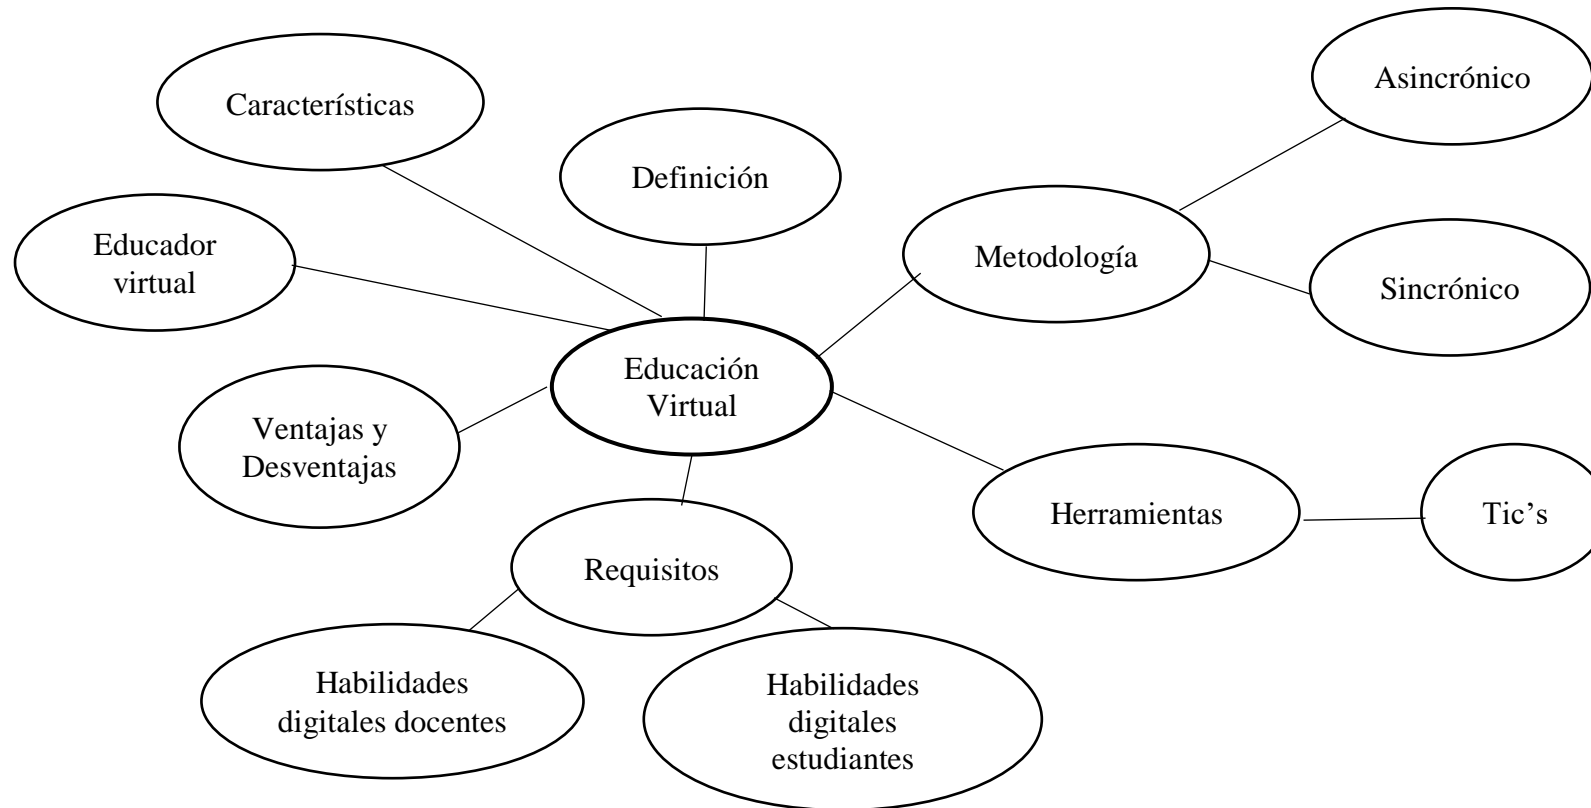 Asincrónico
Características
Definición
Educador
virtual
Metodología
Sincrónico
Educación
Virtual
Ventajas y
Desventajas
Herramientas
Tic’s
Requisitos
Habilidades
digitales docentes
Habilidades
digitales
estudiantes